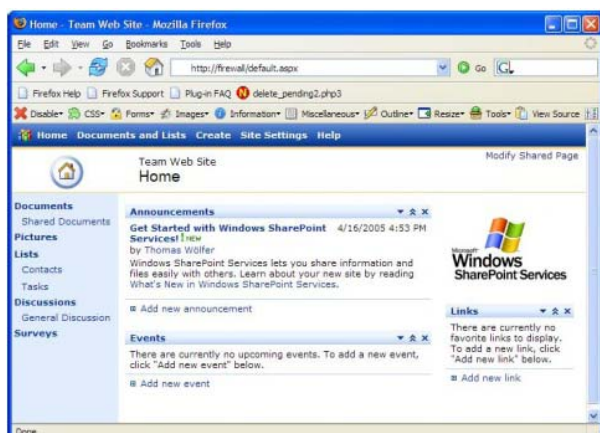 Home - Team Web Site - Mozilla Firefox
File Edit View Go Bookmarks Tools Help
http://firewall/default.aspx Go G
Firefox Help Firefox Support Plug-in FAQ delete_pending2.php3
Disable CSS Forms Images Information Miscellaneous Outline Resize Tools View Source
Home Documents and Lists Create Site Settings Help
Team Web Site
Home
Modify Shared Page
Documents
Shared Documents
Pictures
Lists
Contacts
Tasks
Discussions
General Discussion
Surveys
Announcements
Get Started with Windows SharePoint 4/16/2005 4:53 PM
Services! NEW
by Thomas Wölfer
Windows SharePoint Services lets you share information and
files easily with others. Learn about your new site by reading
What's New in Windows SharePoint Services.
Add new announcement
Events
There are currently no upcoming events. To add a new event,
click "Add new event" below.
Add new event
Microsoft
Windows
SharePoint Services
Links
There are currently no
favorite links to display.
To add a new link, click
"Add new link" below.
Add new link
Done